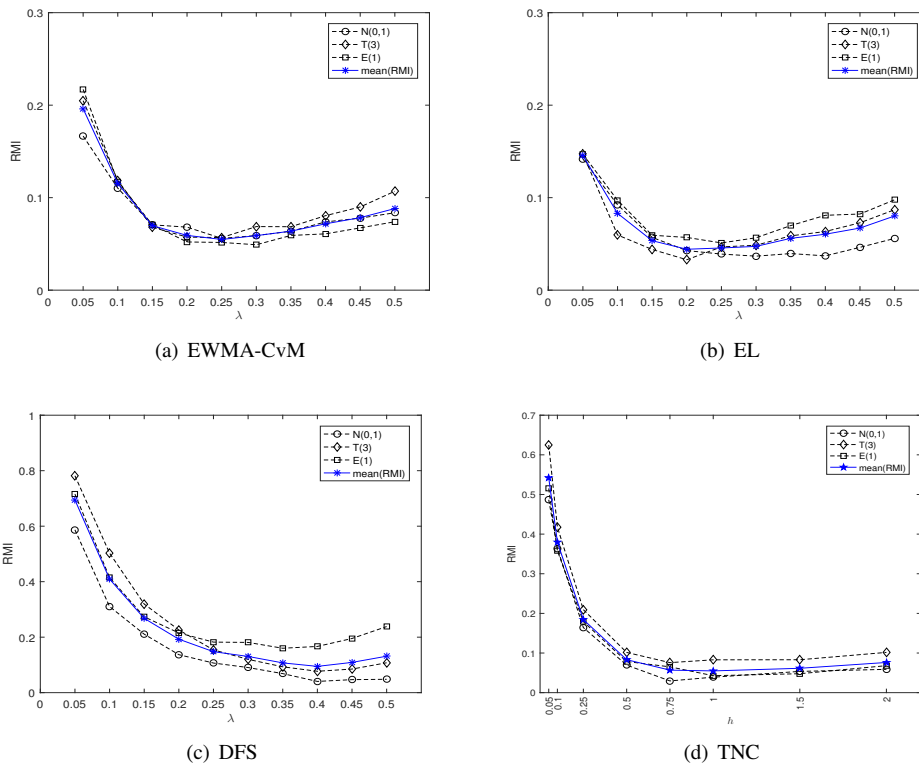 0.3
0.2
0.1
0
RMI
0.05 0.1 0.15 0.2 0.25 0.3 0.35 0.4 0.45 0.5
λ
N(0,1)
T(3)
E(1)
mean(RMI)
(a) EWMA-CvM
0.3
0.2
0.1
0
RMI
0.05 0.1 0.15 0.2 0.25 0.3 0.35 0.4 0.45 0.5
λ
N(0,1)
T(3)
E(1)
mean(RMI)
(b) EL
1
0.8
0.6
0.4
0.2
0
RMI
0.05 0.1 0.15 0.2 0.25 0.3 0.35 0.4 0.45 0.5
λ
N(0,1)
T(3)
E(1)
mean(RMI)
(c) DFS
0.7
0.6
0.5
0.4
0.3
0.2
0.1
0
RMI
0.05 0.1 0.25 0.5 0.75 1 1.5 2
h
N(0,1)
T(3)
E(1)
mean(RMI)
(d) TNC